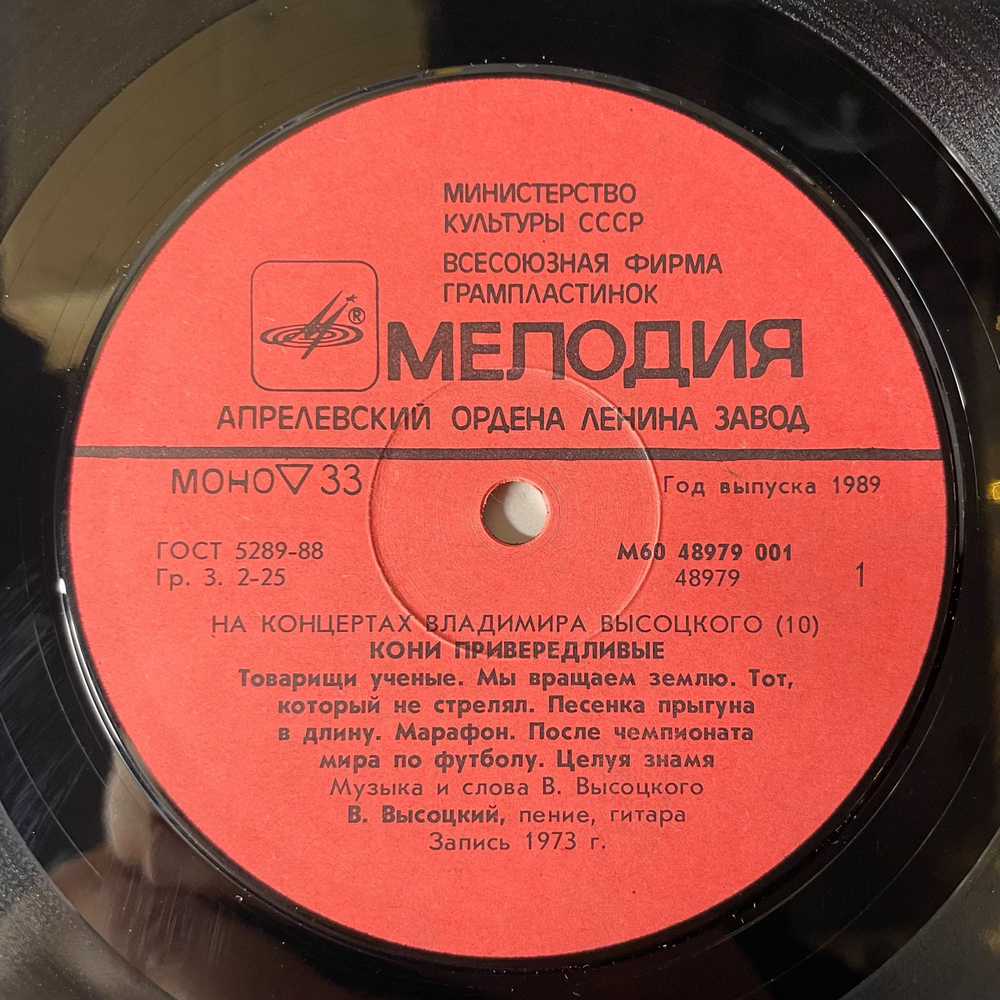 МИНИСТЕРСТВО
КУЛЬТУРЫ СССР
ВСЕСОЮЗНАЯ ФИРМА
ГРАМПЛАСТИНОК
®
МЕЛОДИЯ
АПРЕЛЕВСКИЙ ОРДЕНА ЛЕНИНА ЗАВОД
МОНО▽33
Год выпуска 1989
ГОСТ 5289-88
Гр. 3. 2-25
М60 48979 001
48979
1
НА КОНЦЕРТАХ ВЛАДИМИРА ВЫСОЦКОГО (10)
КОНИ ПРИВЕРЕДЛИВЫЕ
Товарищи ученые. Мы вращаем землю. Тот,
который не стрелял. Песенка прыгуна
в длину. Марафон. После чемпионата
мира по футболу. Целуя знамя
Музыка и слова В. Высоцкого
В. Высоцкий, пение, гитара
Запись 1973 г.